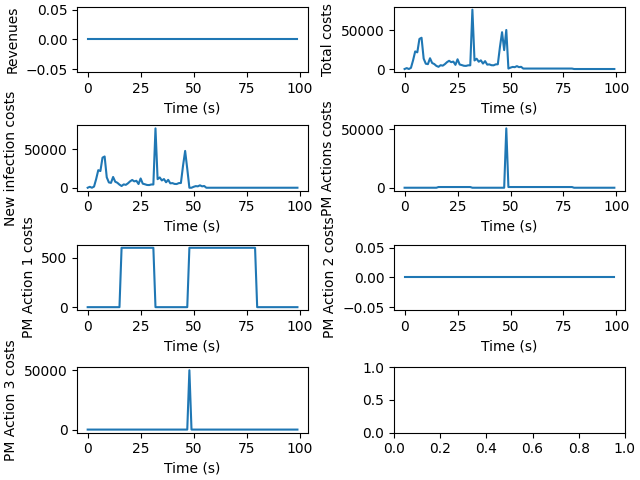 Revenues
0.05
0.00
−0.05
0 25 50 75 100
Time (s)
Total costs
50000
0
0 25 50 75 100
Time (s)
New infection costs
50000
0
0 25 50 75 100
Time (s)
PM Actions costs
50000
0
0 25 50 75 100
Time (s)
PM Action 1 costs
500
0
0 25 50 75 100
Time (s)
PM Action 2 costs
0.05
0.00
−0.05
0 25 50 75 100
Time (s)
PM Action 3 costs
50000
0
0 25 50 75 100
Time (s)
1.0
0.5
0.0
0.0 0.2 0.4 0.6 0.8 1.0